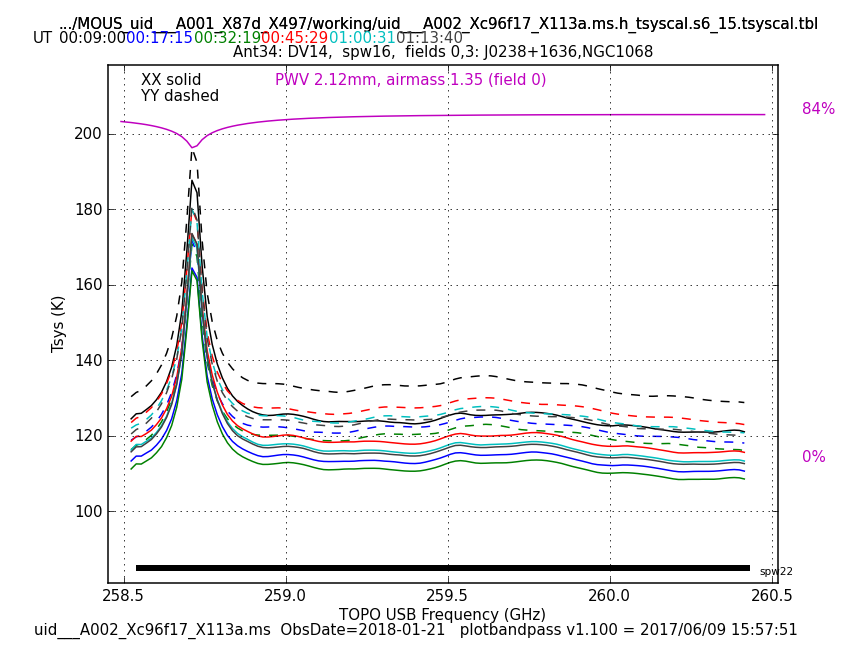 .../MOUS_uid___A001_X87d_X497/working/uid___A002_Xc96f17_X113a.ms.h_tsyscal.s6_15.tsyscal.tbl
UT 00:09:00 00:17:15 00:32:19 00:45:29 01:00:31 01:13:40
Ant34: DV14,  spw16,  fields 0,3: J0238+1636,NGC1068
XX solid
PWV 2.12mm, airmass 1.35 (field 0)
YY dashed
84%
200
180
160
140
120
100
Tsys (K)
0%
spw22
258.5 259.0 259.5 260.0 260.5
TOPO USB Frequency (GHz)
uid___A002_Xc96f17_X113a.ms  ObsDate=2018-01-21   plotbandpass v1.100 = 2017/06/09 15:57:51